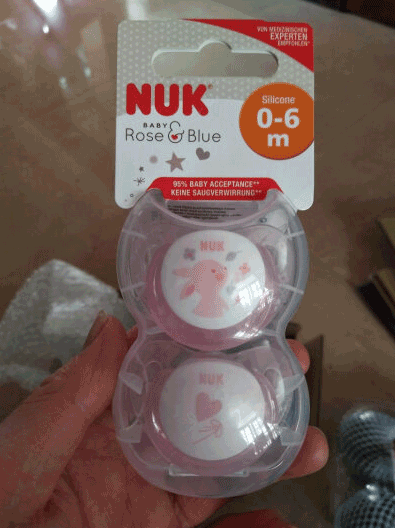 VON MEDIZINISCHEN
EXPERTEN
EMPFOHLEN*
NUK
BABY
Rose & Blue
Silicone
0-6
m
95% BABY ACCEPTANCE**
KEINE SAUGVERWIRRUNG**
NUK
NUK